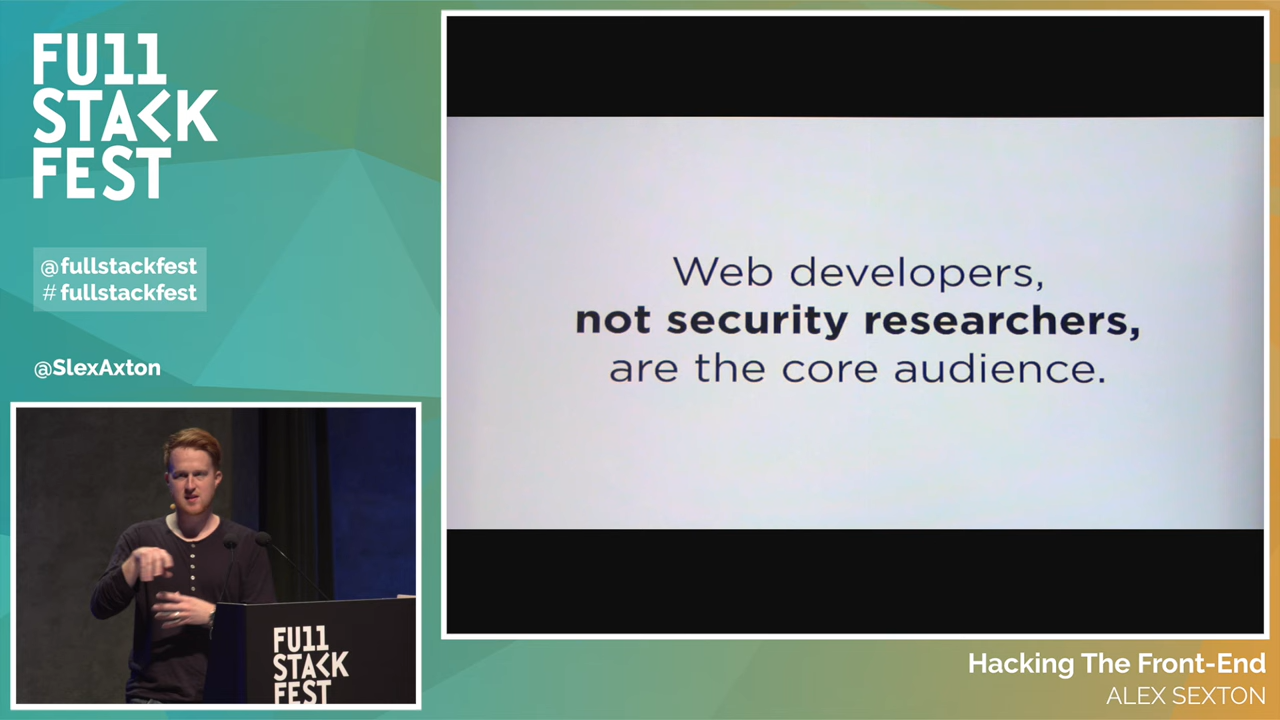 FU11
STACK
FEST
@fullstackfest
# fullstackfest
@SlexAxton
Web developers,
not security researchers,
are the core audience.
FU11
STACK
FEST
Hacking The Front-End
ALEX SEXTON